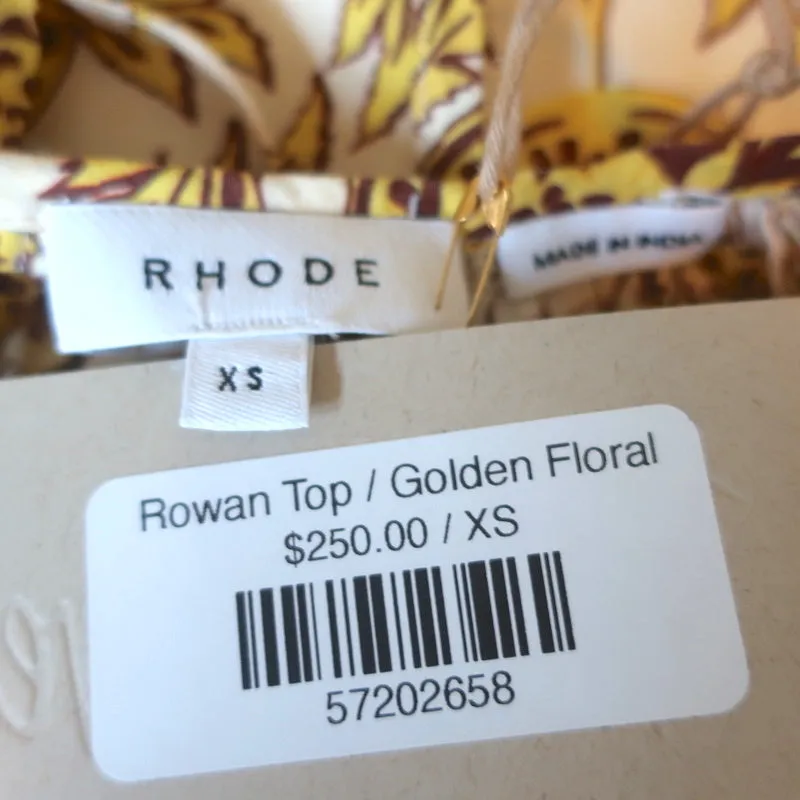 RHODE
MADE IN INDIA
XS
Rowan Top / Golden Floral
$250.00 / XS
57202658